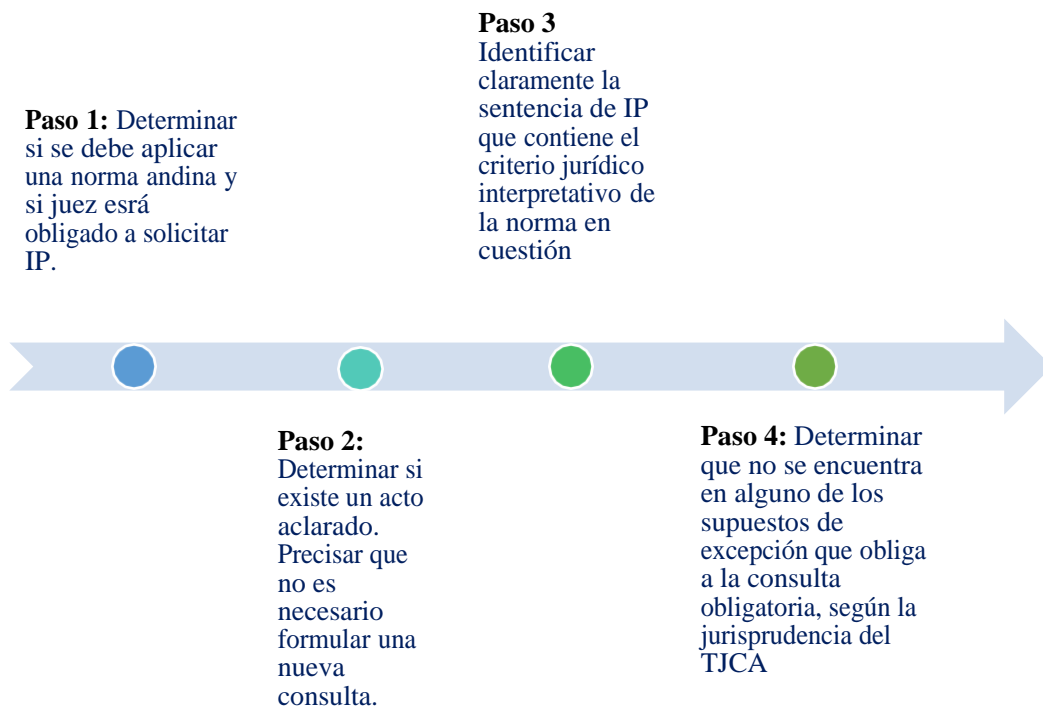 Paso 1: Determinar
si se debe aplicar
una norma andina y
si juez esrá
obligado a solicitar
IP.
Paso 2:
Determinar si
existe un acto
aclarado.
Precisar que
no es
necesario
formular una
nueva
consulta.
Paso 3
Identificar
claramente la
sentencia de IP
que contiene el
criterio jurídico
interpretativo de
la norma en
cuestión
Paso 4: Determinar
que no se encuentra
en alguno de los
supuestos de
excepción que obliga
a la consulta
obligatoria, según la
jurisprudencia del
TJCA